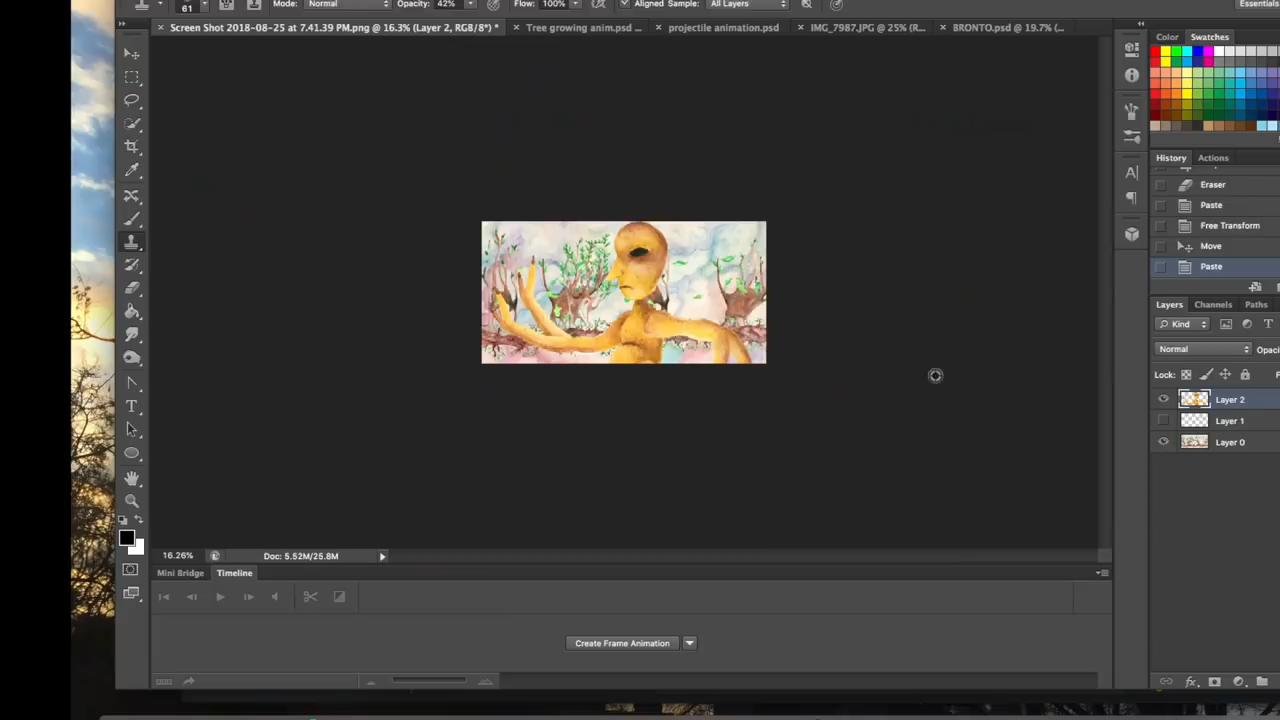 61 Mode: Normal Opacity: 42% Flow: 100% Aligned Sample: All Layers Essentials
Screen Shot 2018-08-25 at 7.41.39 PM.png @ 16.3% (Layer 2, RGB/8*) * Tree growing anim.psd ... projectile animation.psd IMG_7987.JPG @ 25% (R... BRONTO.psd @ 19.7% (...
Color Swatches
History Actions
Eraser
Paste
Free Transform
Move
Paste
Layers Channels Paths
Kind
Normal Opaci
Lock: F
Layer 2
Layer 1
Layer 0
16.26% Doc: 5.52M/25.8M
Mini Bridge Timeline
Create Frame Animation